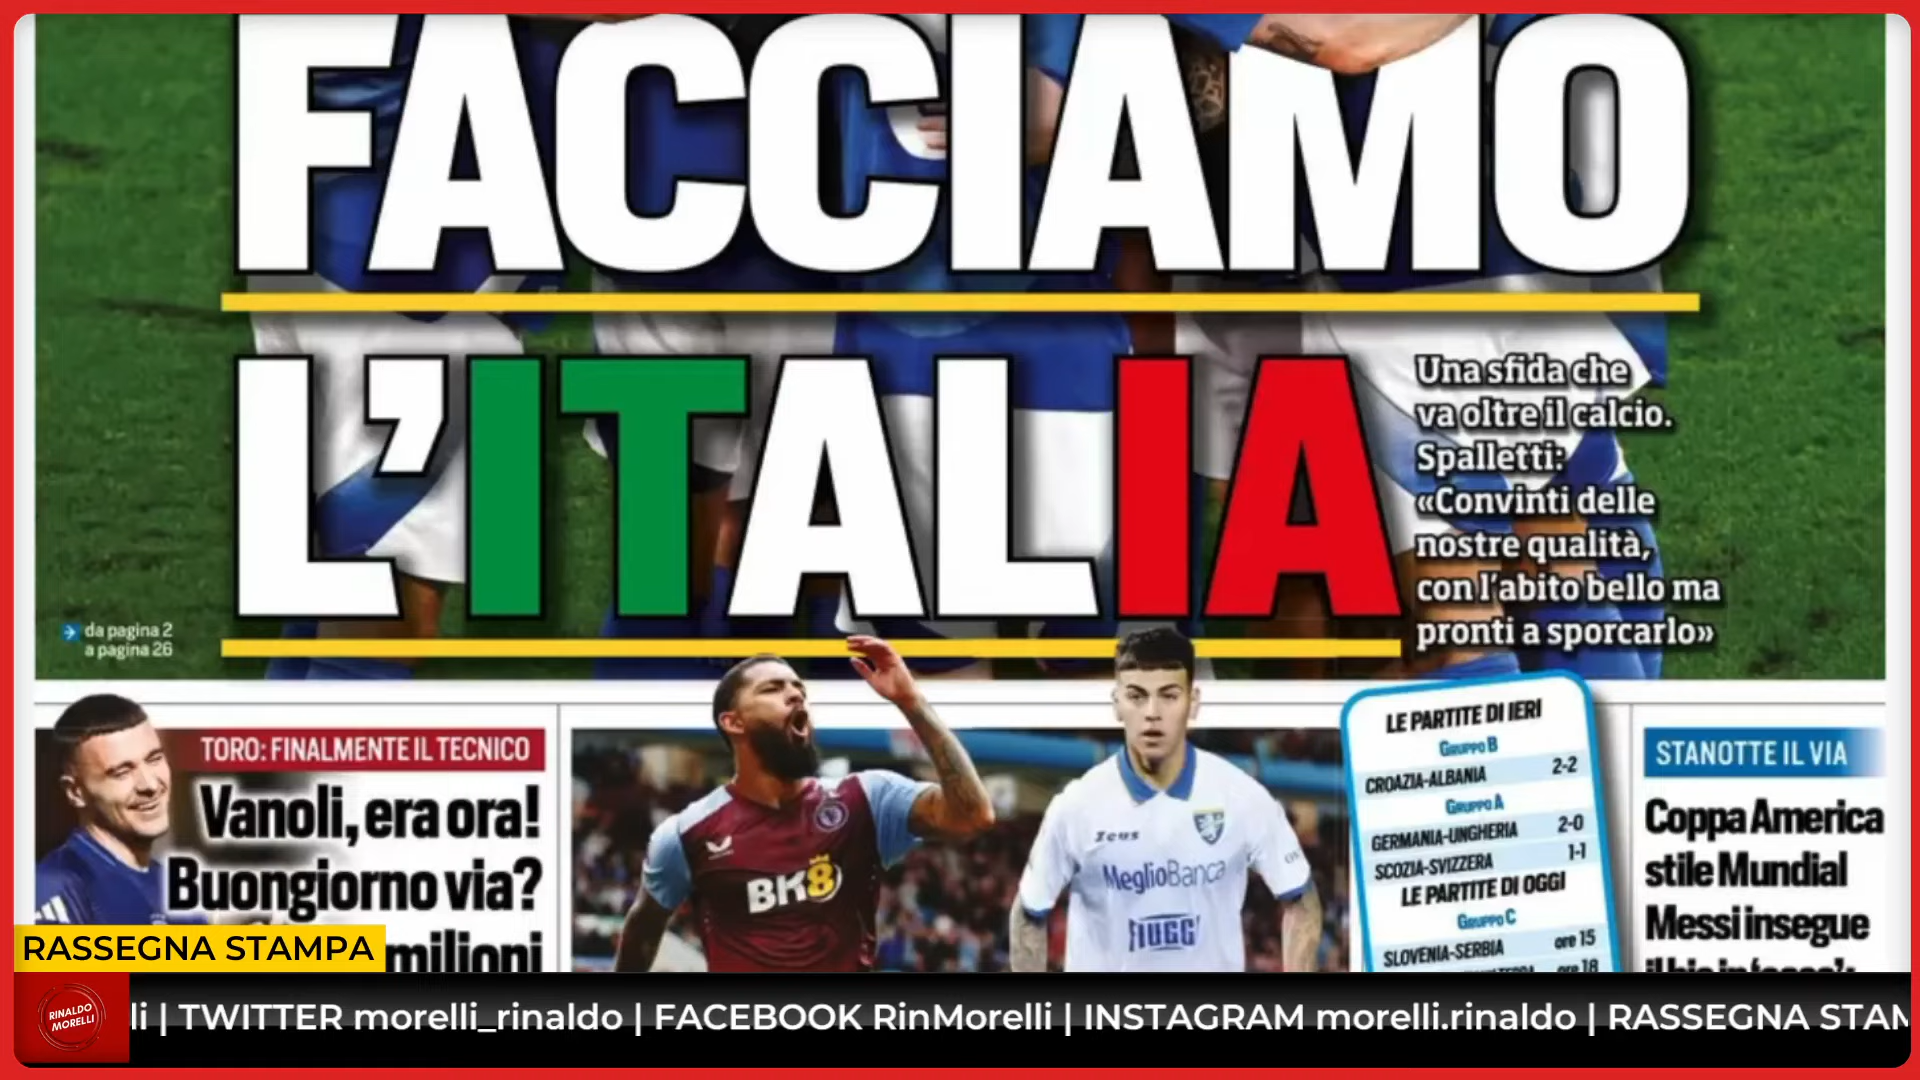 FACCIAMO
L'ITALIA
Una sfida che
va oltre il calcio.
Spalletti:
«Convinti delle
nostre qualità,
con l'abito bello ma
pronti a sporcarlo»
da pagina 2
a pagina 26
TORO: FINALMENTE IL TECNICO
Vanoli, era ora!
Buongiorno via?
milioni
BK8
Zeus
MeglioBanca
FIUGGI
LE PARTITE DI IERI
GRUPPO B
CROAZIA-ALBANIA 2-2
GRUPPO A
GERMANIA-UNGHERIA 2-0
SCOZIA-SVIZZERA 1-1
LE PARTITE DI OGGI
GRUPPO C
SLOVENIA-SERBIA ore 15
ore 18
STANOTTE IL VIA
Coppa America
stile Mundial
Messi insegue
RASSEGNA STAMPA
RINALDO
MORELLI
li | TWITTER morelli_rinaldo | FACEBOOK RinMorelli | INSTAGRAM morelli.rinaldo | RASSEGNA STAM